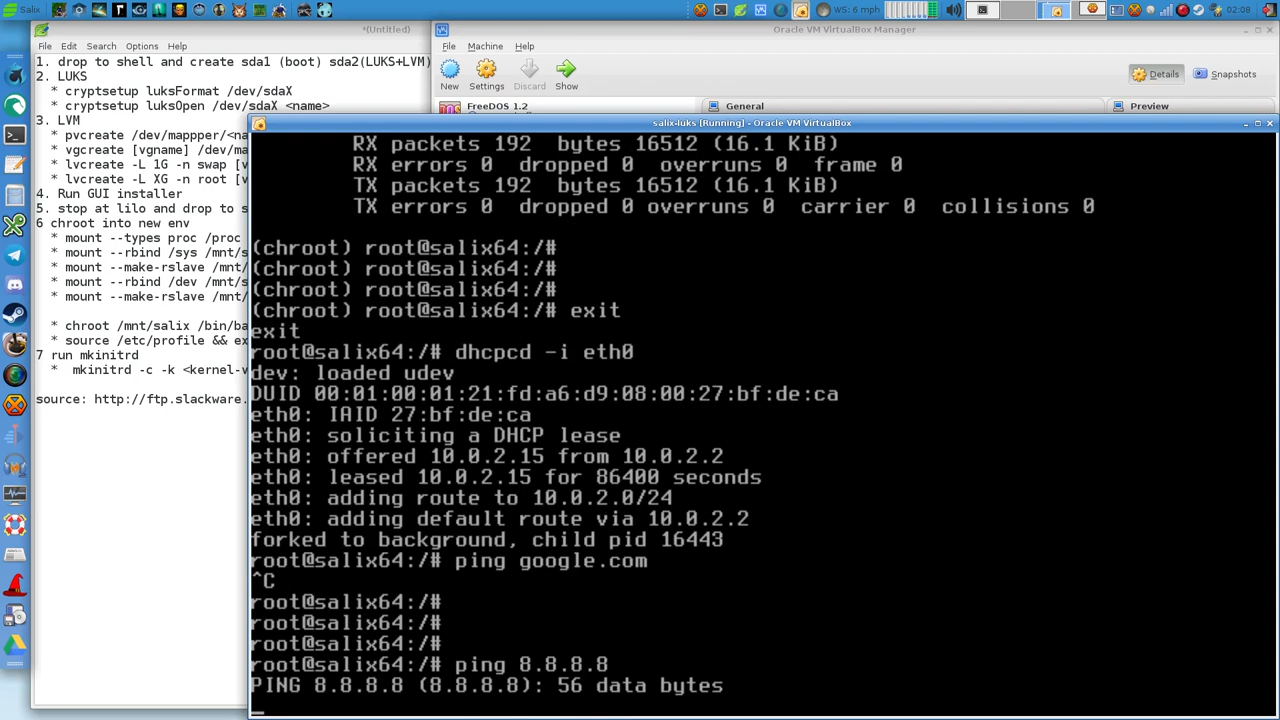 Salix
WS: 6 mph
02:08
*(Untitled)
File Edit Search Options Help
1. drop to shell and create sda1 (boot) sda2(LUKS+LVM)
2. LUKS
* cryptsetup luksFormat /dev/sdaX
* cryptsetup luksOpen /dev/sdaX <name>
3. LVM
* pvcreate /dev/mappper/<na
* vgcreate [vgname] /dev/ma
* lvcreate -L 1G -n swap [v
* lvcreate -L XG -n root [v
4. Run GUI installer
5. stop at lilo and drop to s
6 chroot into new env
* mount --types proc /proc
* mount --rbind /sys /mnt/s
* mount --make-rslave /mnt/
* mount --rbind /dev /mnt/s
* mount --make-rslave /mnt/
* chroot /mnt/salix /bin/ba
* source /etc/profile && ex
7 run mkinitrd
* mkinitrd -c -k <kernel-v
source: http://ftp.slackware.
Oracle VM VirtualBox Manager
File Machine Help
New Settings Discard Show
Details Snapshots
FreeDOS 1.2
General
Preview
salix-luks [Running] - Oracle VM VirtualBox
RX packets 192 bytes 16512 (16.1 KiB)
RX errors 0 dropped 0 overruns 0 frame 0
TX packets 192 bytes 16512 (16.1 KiB)
TX errors 0 dropped 0 overruns 0 carrier 0 collisions 0
(chroot) root@salix64:/#
(chroot) root@salix64:/#
(chroot) root@salix64:/#
(chroot) root@salix64:/# exit
exit
root@salix64:/# dhcpcd -i eth0
dev: loaded udev
DUID 00:01:00:01:21:fd:a6:d9:08:00:27:bf:de:ca
eth0: IAID 27:bf:de:ca
eth0: soliciting a DHCP lease
eth0: offered 10.0.2.15 from 10.0.2.2
eth0: leased 10.0.2.15 for 86400 seconds
eth0: adding route to 10.0.2.0/24
eth0: adding default route via 10.0.2.2
forked to background, child pid 16443
root@salix64:/# ping google.com
^C
root@salix64:/#
root@salix64:/#
root@salix64:/#
root@salix64:/# ping 8.8.8.8
PING 8.8.8.8 (8.8.8.8): 56 data bytes